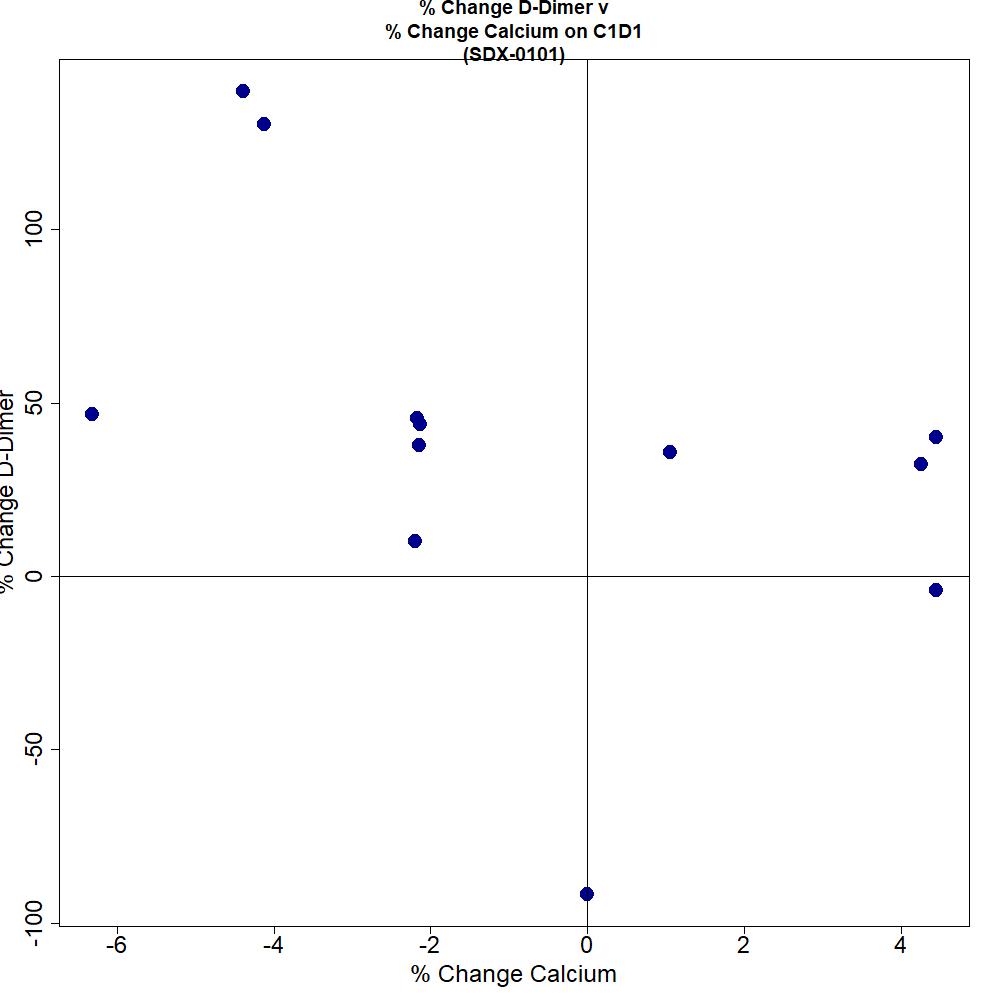 % Change D-Dimer v
% Change Calcium on C1D1
(SDX-0101)
% Change D-Dimer
100
50
0
-50
-100
-6
-4
-2
0
2
4
% Change Calcium